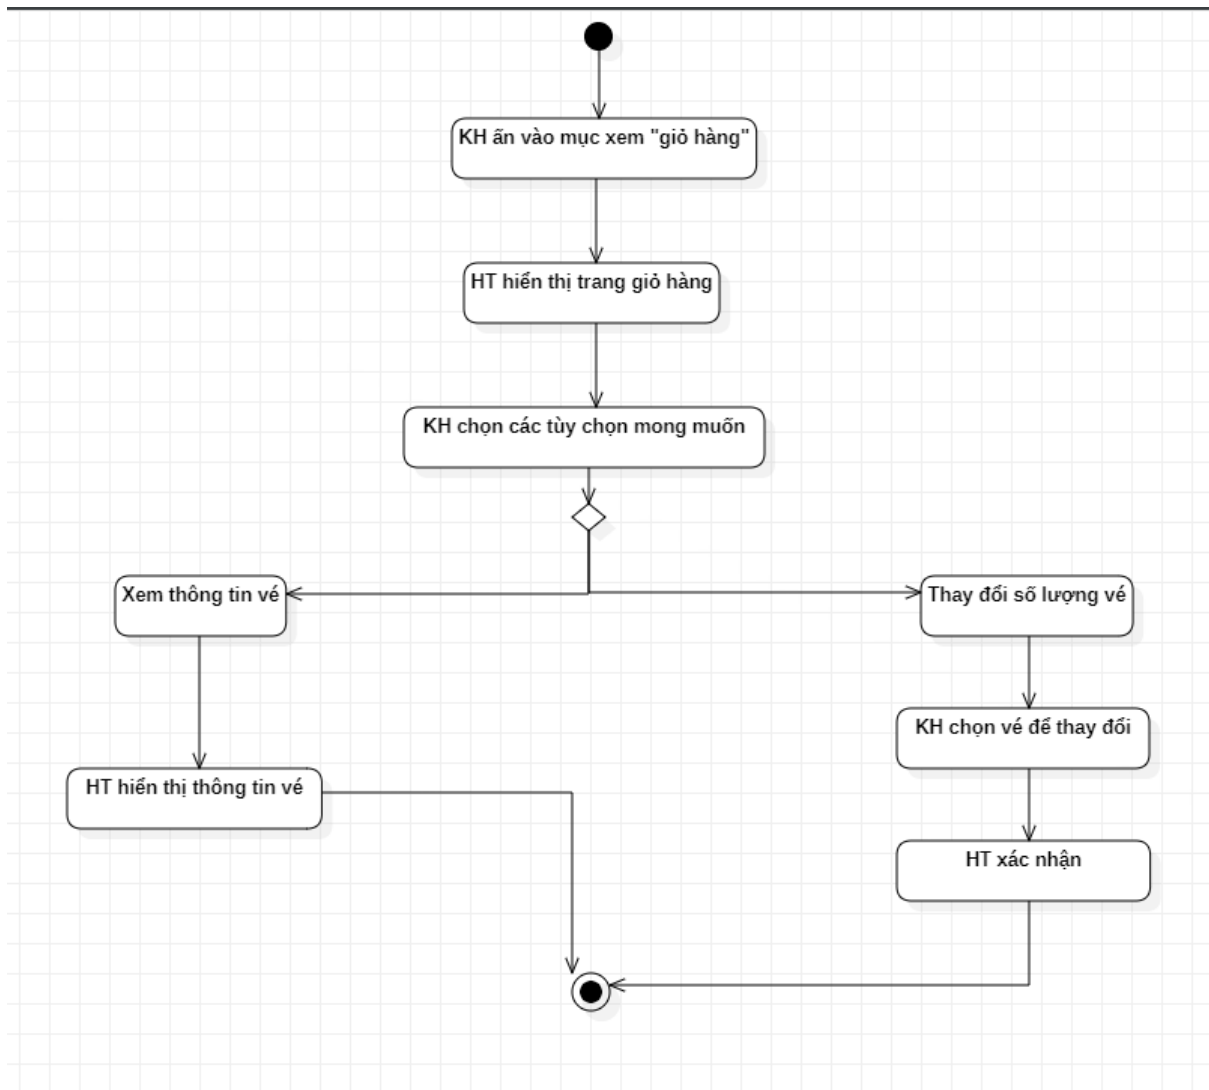 KH ấn vào mục xem "giỏ hàng"
HT hiển thị trang giỏ hàng
KH chọn các tùy chọn mong muốn
Xem thông tin vé
Thay đổi số lượng vé
KH chọn vé để thay đổi
HT hiển thị thông tin vé
HT xác nhận